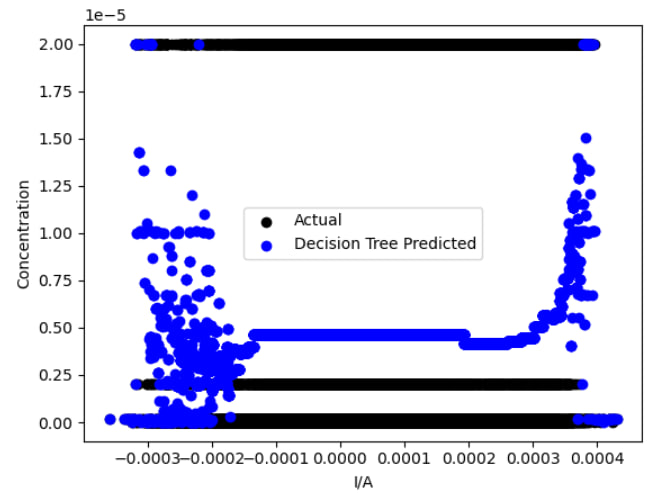 1e−5
2.00
1.75
1.50
1.25
1.00
0.75
0.50
0.25
0.00
Concentration
Actual
Decision Tree Predicted
−0.0003 −0.0002 −0.0001 0.0000 0.0001 0.0002 0.0003 0.0004
I/A